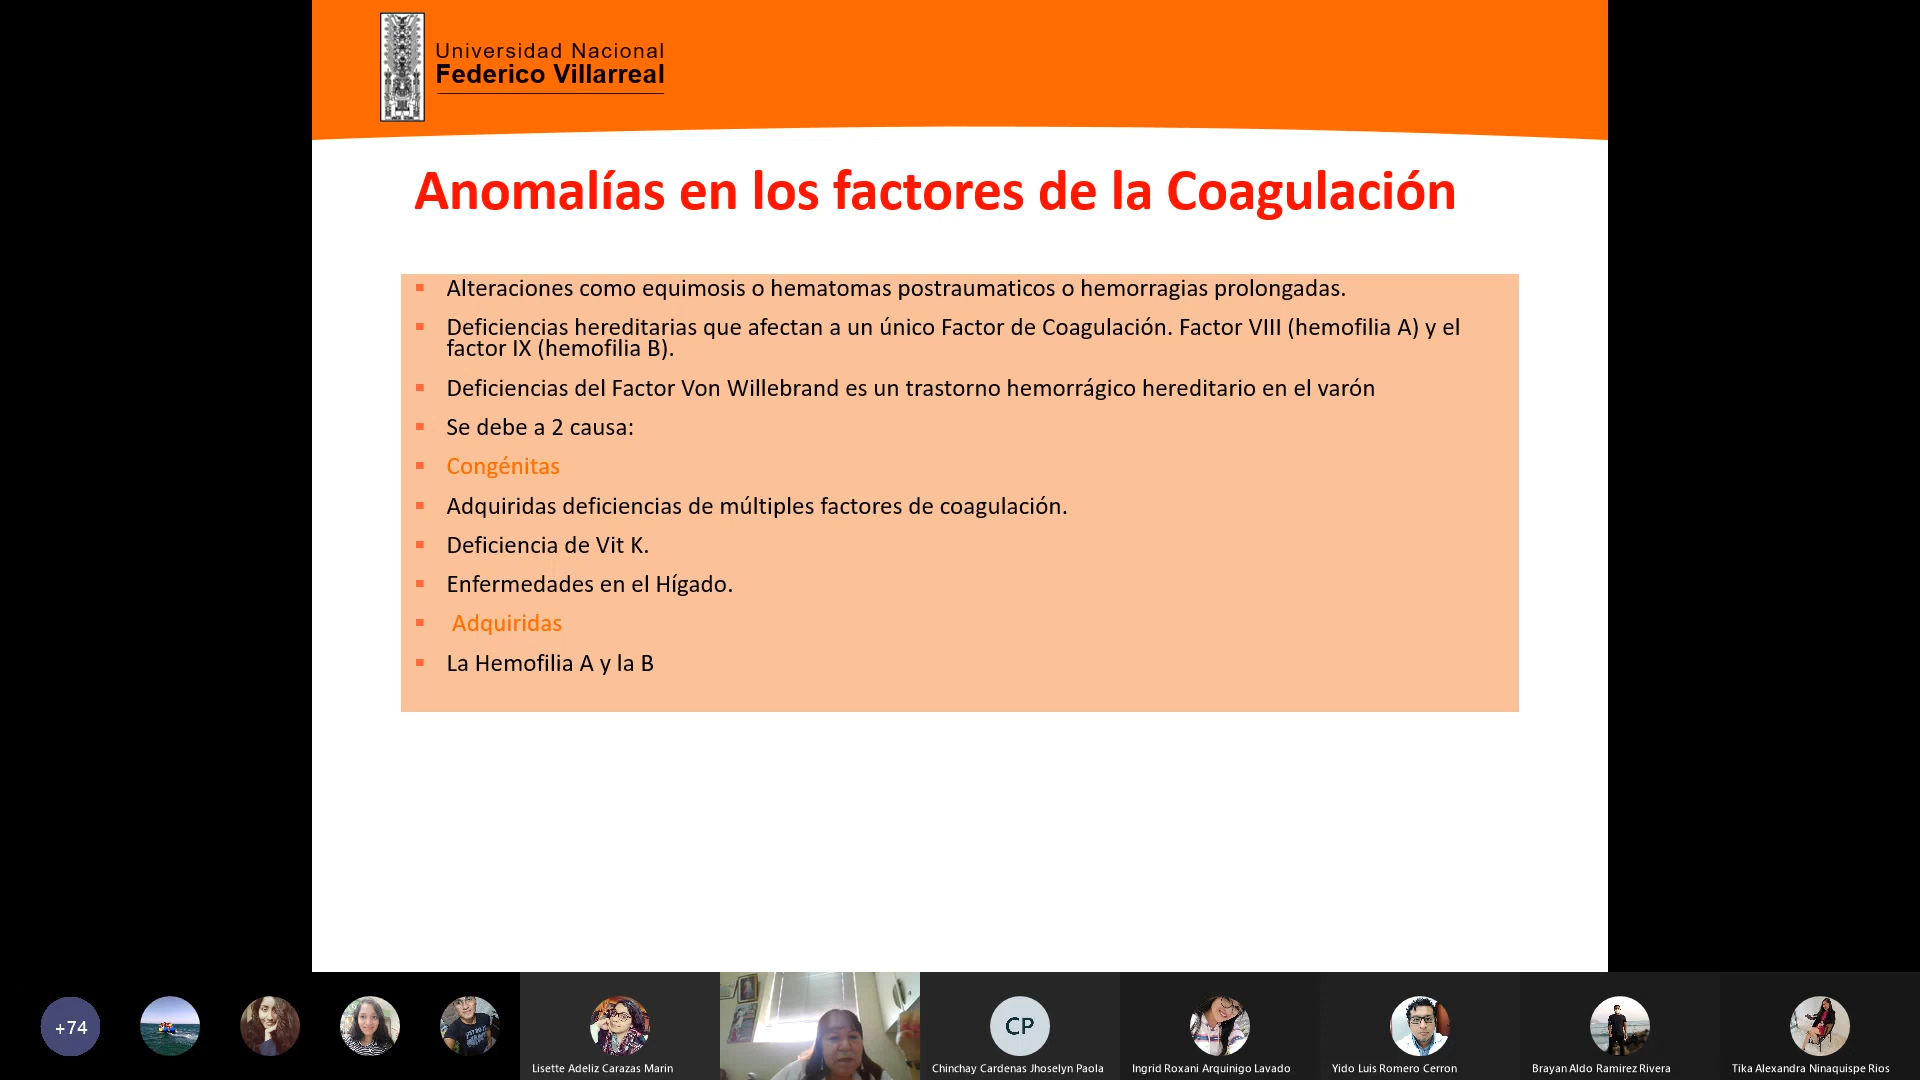 Universidad Nacional
Federico Villarreal
Anomalías en los factores de la Coagulación
Alteraciones como equimosis o hematomas postraumaticos o hemorragias prolongadas.
Deficiencias hereditarias que afectan a un único Factor de Coagulación. Factor VIII (hemofilia A) y el
factor IX (hemofilia B).
Deficiencias del Factor Von Willebrand es un trastorno hemorrágico hereditario en el varón
Se debe a 2 causa:
Congénitas
Adquiridas deficiencias de múltiples factores de coagulación.
Deficiencia de Vit K.
Enfermedades en el Hígado.
Adquiridas
La Hemofilia A y la B
+74
CP
Lisette Adeliz Carazas Marin
Chinchay Cardenas Jhoselyn Paola
Ingrid Roxani Arquinigo Lavado
Yido Luis Romero Cerron
Brayan Aldo Ramirez Rivera
Tika Alexandra Ninaquispe Rios